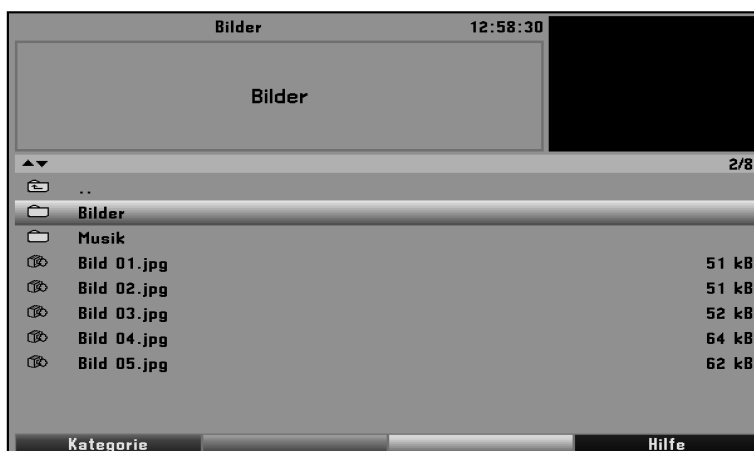 Bilder 12:58:30
Bilder
2/8
..
Bilder
Musik
Bild 01.jpg 51 kB
Bild 02.jpg 51 kB
Bild 03.jpg 52 kB
Bild 04.jpg 64 kB
Bild 05.jpg 62 kB
Kategorie Hilfe